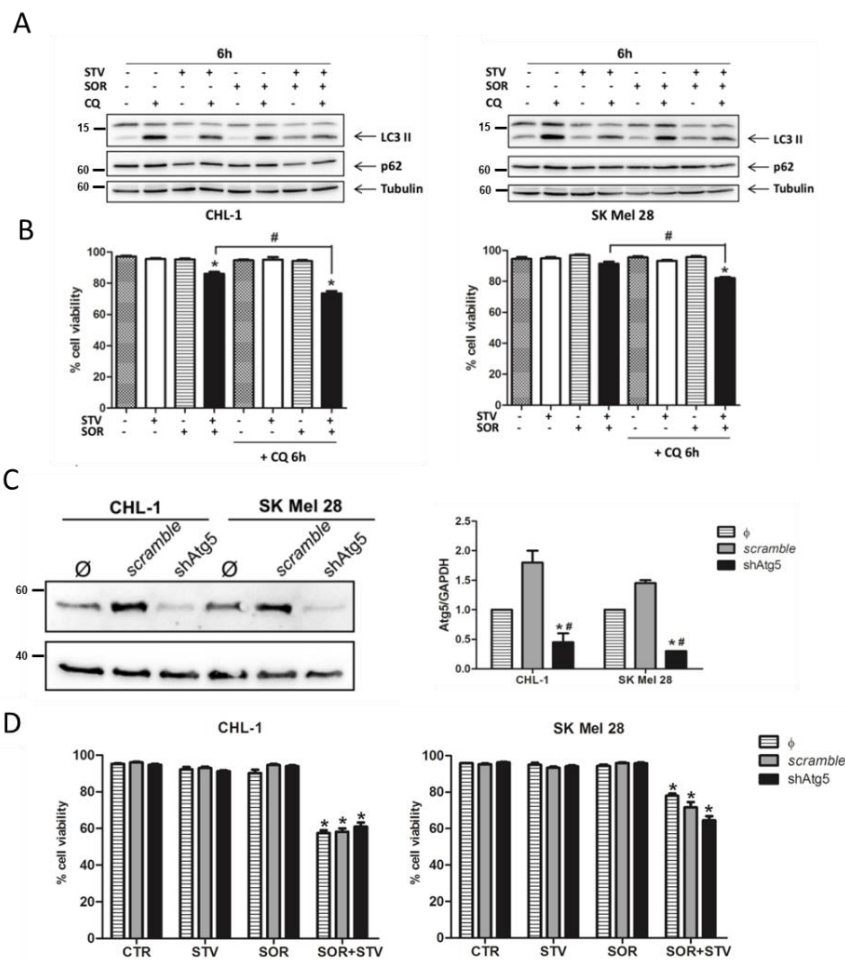 A
6h
STV - - + + - - + +
SOR - - - - + + + +
CQ - + - + - + - +
15
LC3 II
60
p62
60
Tubulin
CHL-1
6h
STV - - + + - - + +
SOR - - - - + + + +
CQ - + - + - + - +
15
LC3 II
60
p62
60
Tubulin
SK Mel 28
B
#
* *
100
80
60
40
20
0
% cell viability
STV - + - + - + - +
SOR - - + + - - + +
+ CQ 6h
#
*
100
80
60
40
20
0
% cell viability
STV - + - + - + - +
SOR - - + + - - + +
+ CQ 6h
C
CHL-1 SK Mel 28
Ø scramble shAtg5 Ø scramble shAtg5
60
40
2.5
2.0
1.5
1.0
0.5
0.0
Atg5/GAPDH
* # * #
CHL-1 SK Mel 28
ϕ
scramble
shAtg5
D
CHL-1
100
80
60
40
20
0
% cell viability
* * *
CTR STV SOR SOR+STV
SK Mel 28
100
80
60
40
20
0
% cell viability
* * *
CTR STV SOR SOR+STV
ϕ
scramble
shAtg5